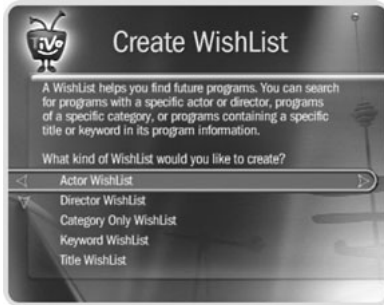 TiVo
Create WishList
A WishList helps you find future programs. You can search
for programs with a specific actor or director, programs
of a specific category, or programs containing a specific
title or keyword in its program information.
What kind of WishList would you like to create?
Actor WishList
Director WishList
Category Only WishList
Keyword WishList
Title WishList